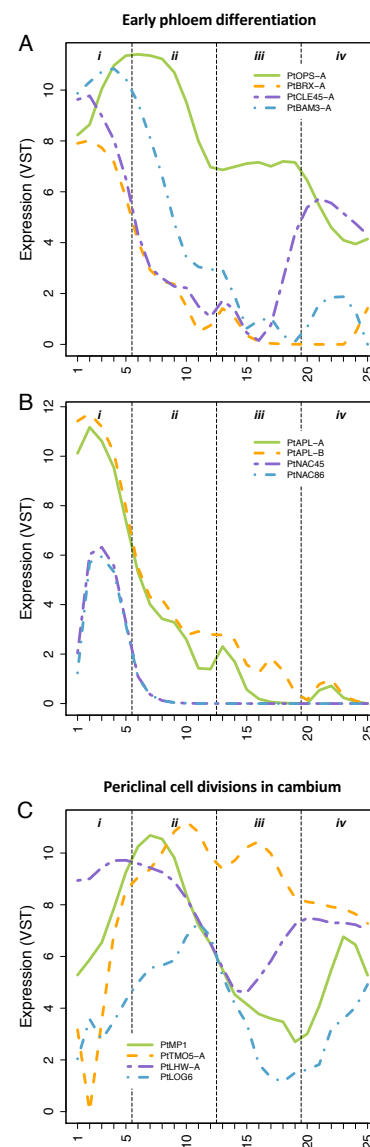 Early phloem differentiation
A
i ii iii iv
PtOPS–A
PtBRX–A
PtCLE45–A
PtBAM3–A
Expression (VST)
10
8
6
4
2
0
1 5 10 15 20 25
B
i ii iii iv
PtAPL–A
PtAPL–B
PtNAC45
PtNAC86
Expression (VST)
12
10
8
6
4
2
0
1 5 10 15 20 25
Periclinal cell divisions in cambium
C
i ii iii iv
Expression (VST)
10
8
6
4
2
0
PtMP1
PtTMO5–A
PtLHW–A
PtLOG6
1 5 10 15 20 25